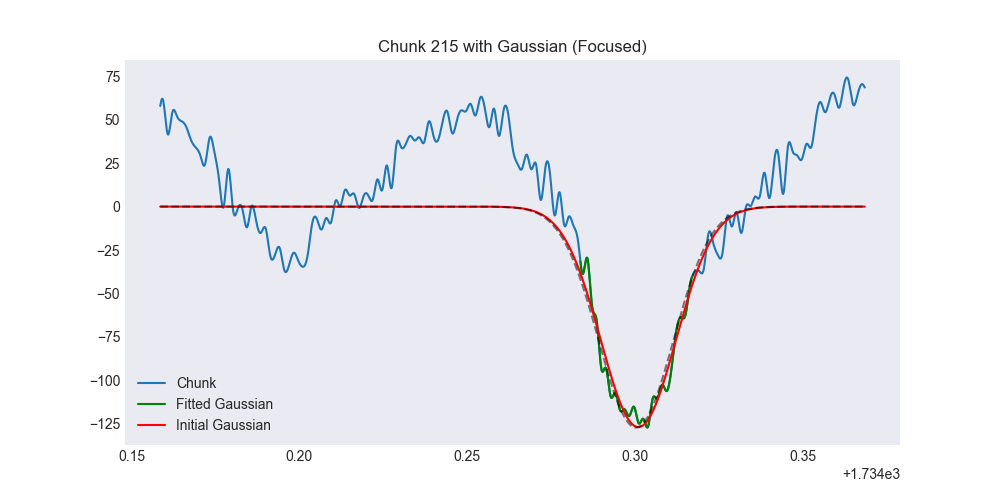 Chunk 215 with Gaussian (Focused)
75
50
25
0
−25
−50
−75
−100
−125
Chunk
Fitted Gaussian
Initial Gaussian
0.15 0.20 0.25 0.30 0.35
+1.734e3